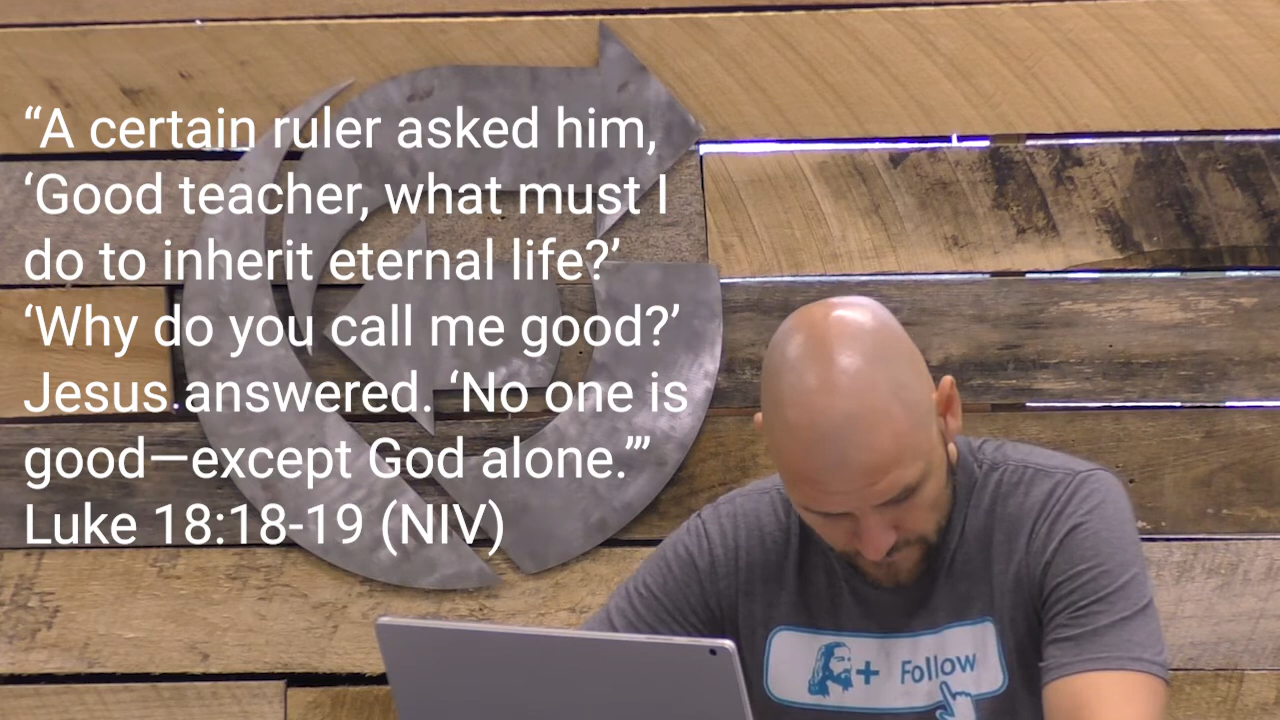 “A certain ruler asked him,
‘Good teacher, what must I
do to inherit eternal life?’
‘Why do you call me good?’
Jesus answered. ‘No one is
good—except God alone.’”
Luke 18:18-19 (NIV)
+ Follow